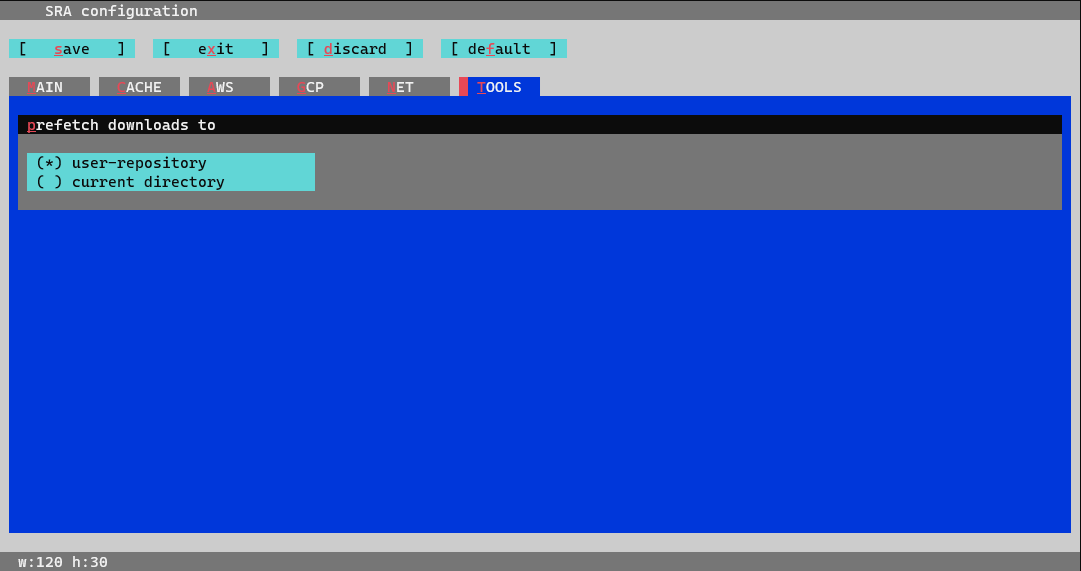 SRA configuration
[ save ] [ exit ] [ discard ] [ default ]
MAIN CACHE AWS GCP NET TOOLS
prefetch downloads to
(*) user-repository
( ) current directory
w:120 h:30